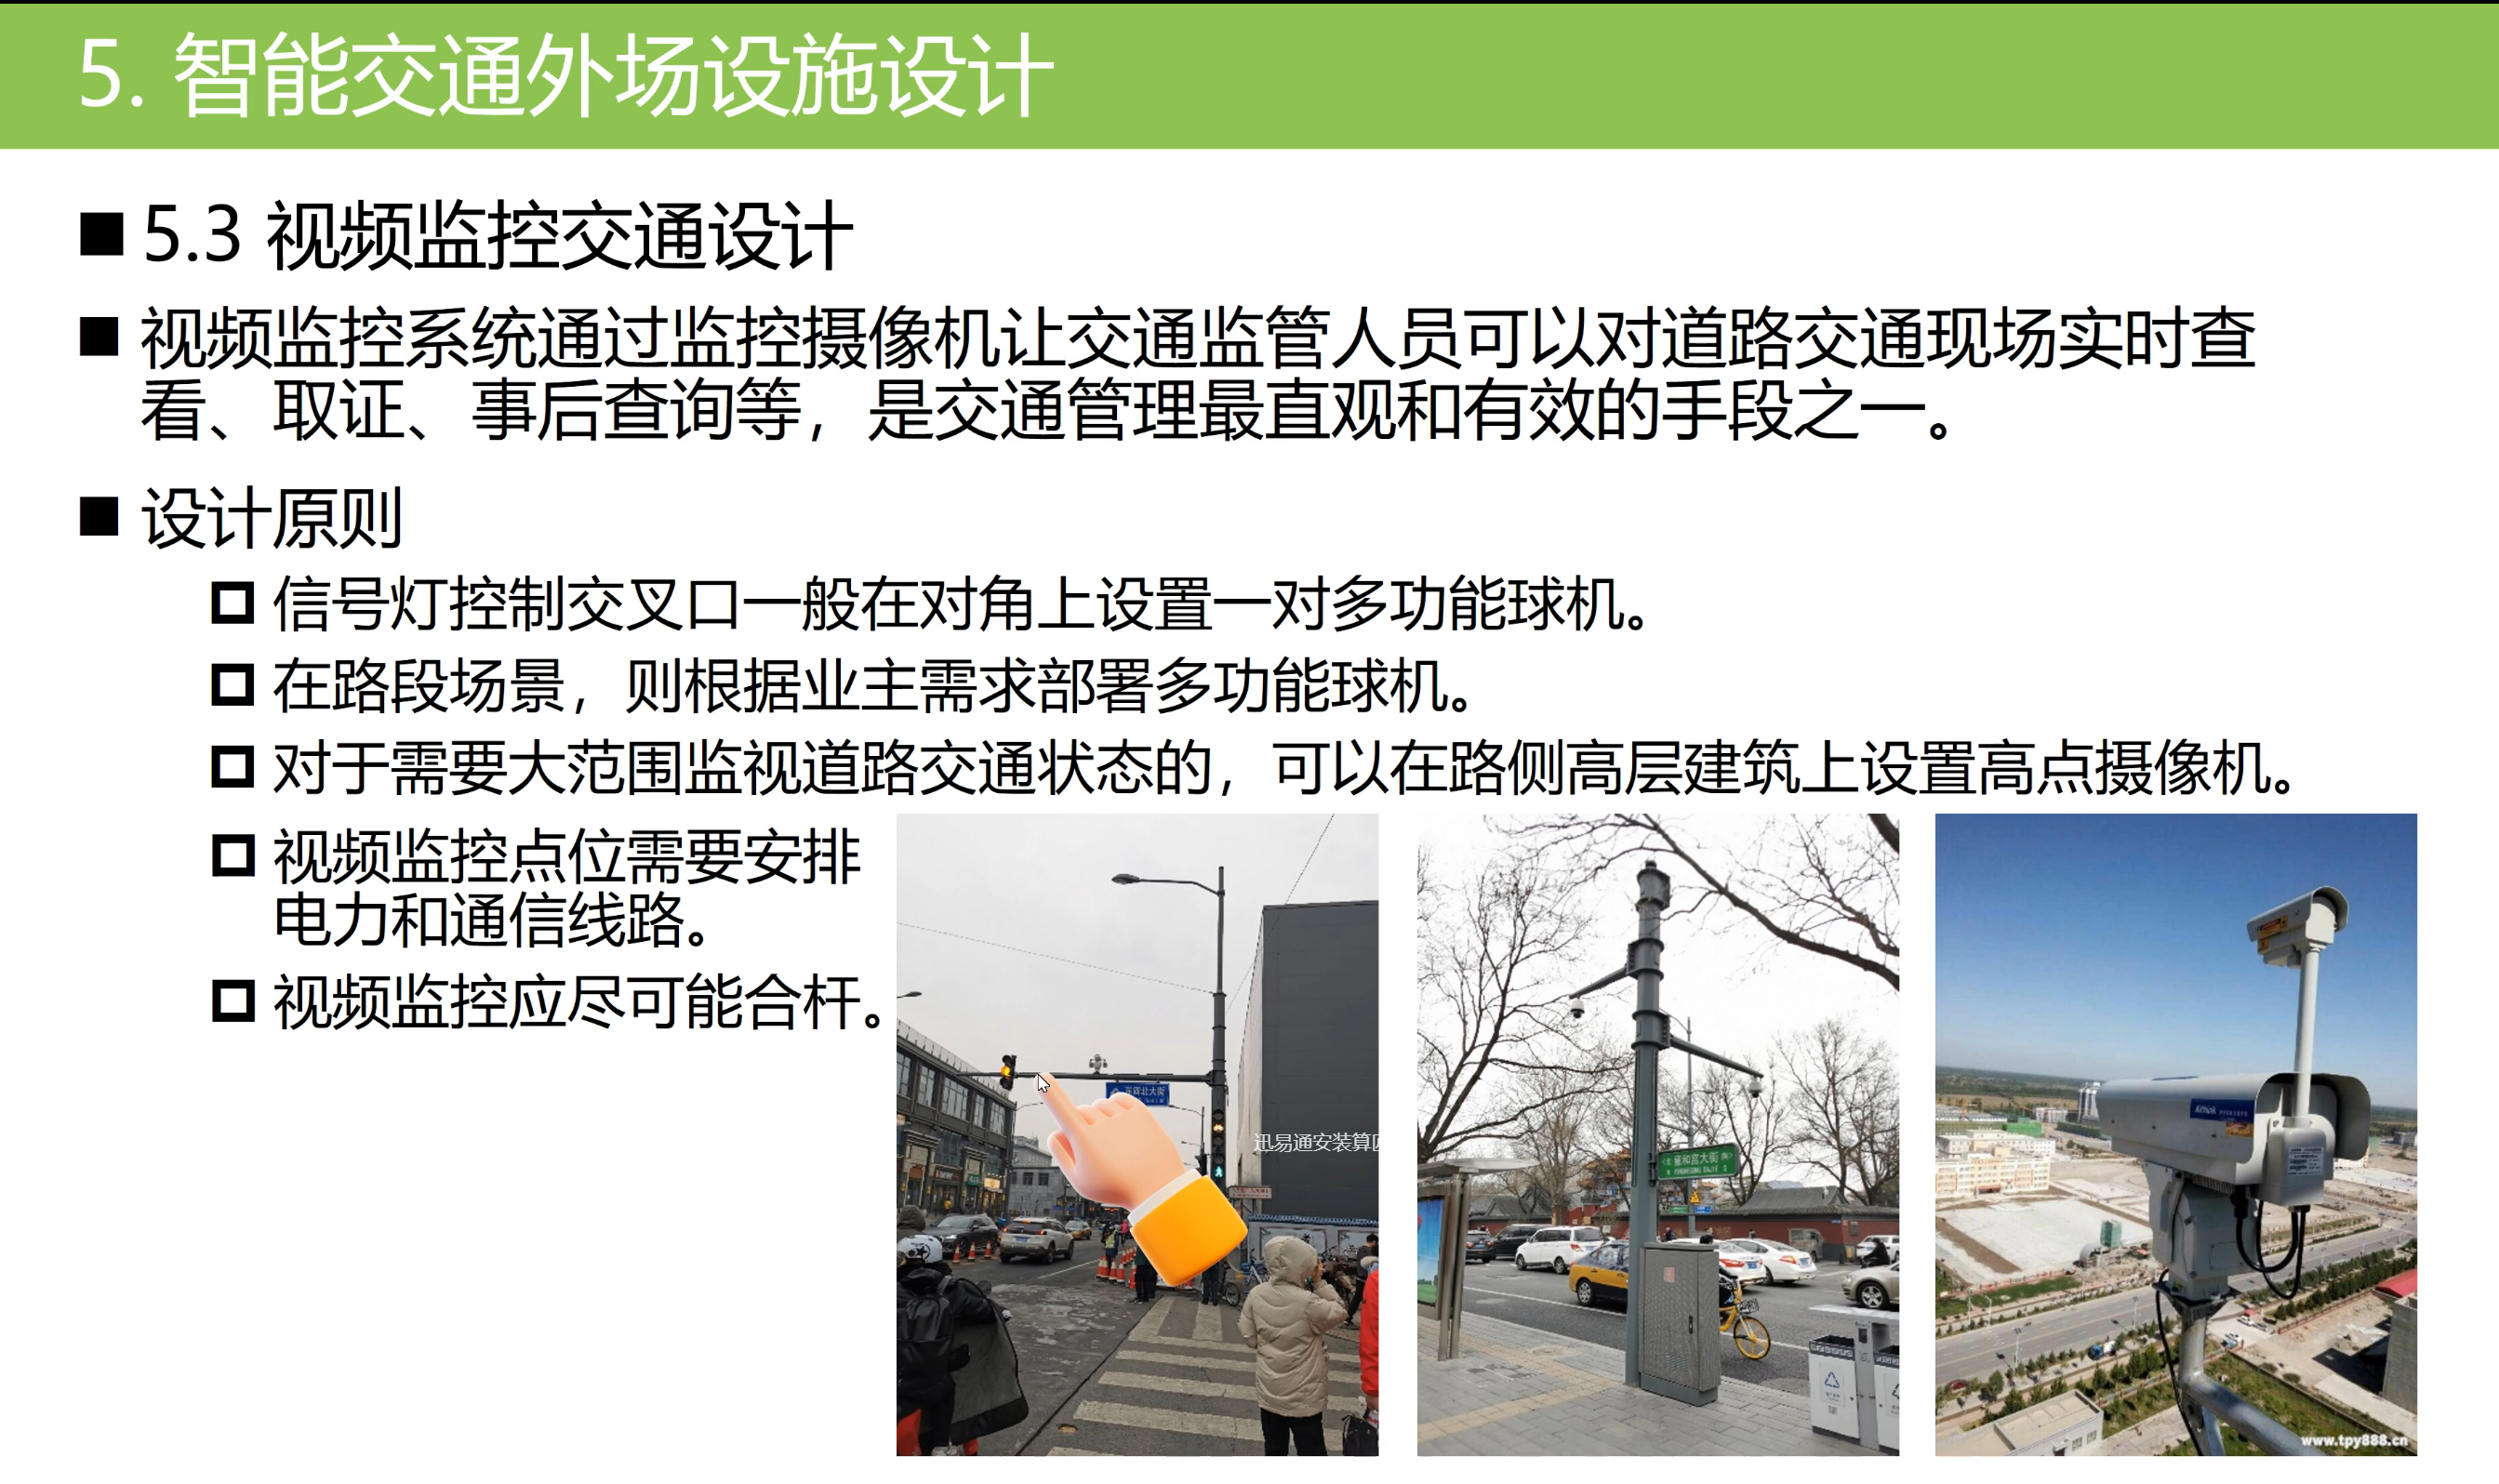 5. 智能交通外场设施设计
5.3 视频监控交通设计
视频监控系统通过监控摄像机让交通监管人员可以对道路交通现场实时查
看、取证、事后查询等，是交通管理最直观和有效的手段之一。
设计原则
信号灯控制交叉口一般在对角上设置一对多功能球机。
在路段场景，则根据业主需求部署多功能球机。
对于需要大范围监视道路交通状态的，可以在路侧高层建筑上设置高点摄像机。
视频监控点位需要安排
电力和通信线路。
视频监控应尽可能合杆。
北大街
迅易通安装算
雍和宫大街
www.tpy888.cn